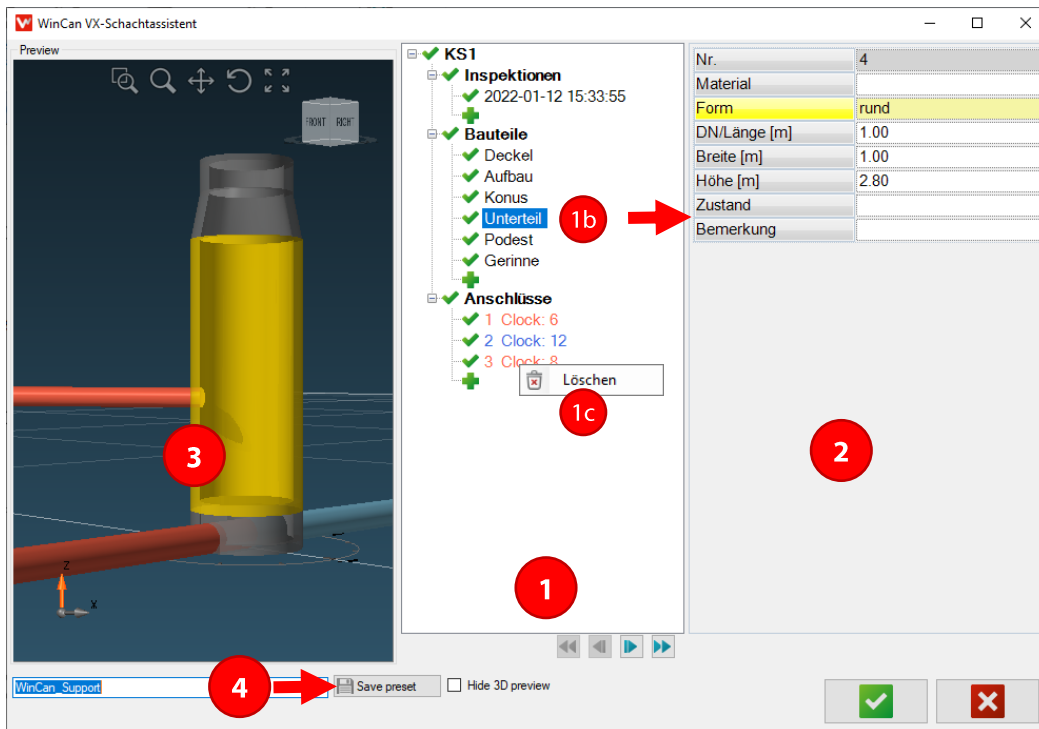 WinCan VX-Schachtassistent
Preview
FRONT RIGHT
Z
X
KS1
Inspektionen
2022-01-12 15:33:55
Bauteile
Deckel
Aufbau
Konus
Unterteil
1b
Podest
Gerinne
Anschlüsse
1 Clock: 6
2 Clock: 12
3 Clock: 8
Löschen
1c
1
Nr. 4
Material
Form rund
DN/Länge [m] 1.00
Breite [m] 1.00
Höhe [m] 2.80
Zustand
Bemerkung
2
3
WinCan_Support
4
Save preset
Hide 3D preview